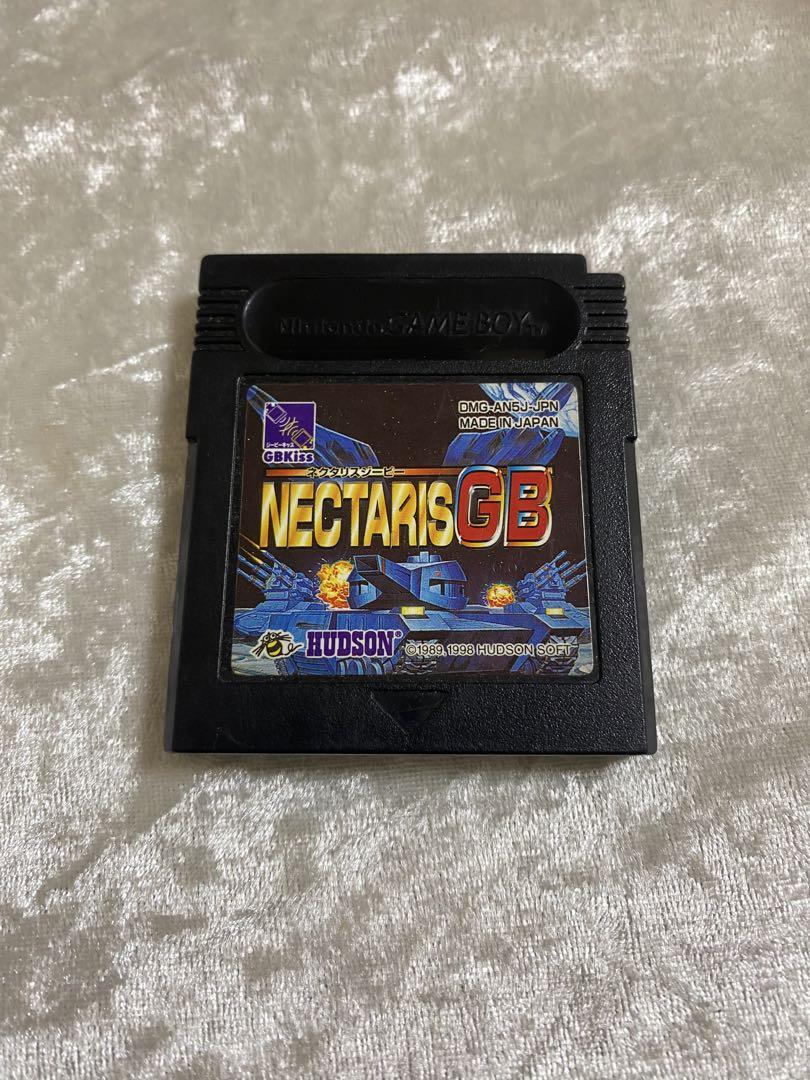 Nintendo GAME BOY TM
DMG-AN5J-JPN
MADE IN JAPAN
ジービーキッス
GBKiss
ネクタリスジービー
NECTARIS GB
HUDSON®
©1989, 1998 HUDSON SOFT